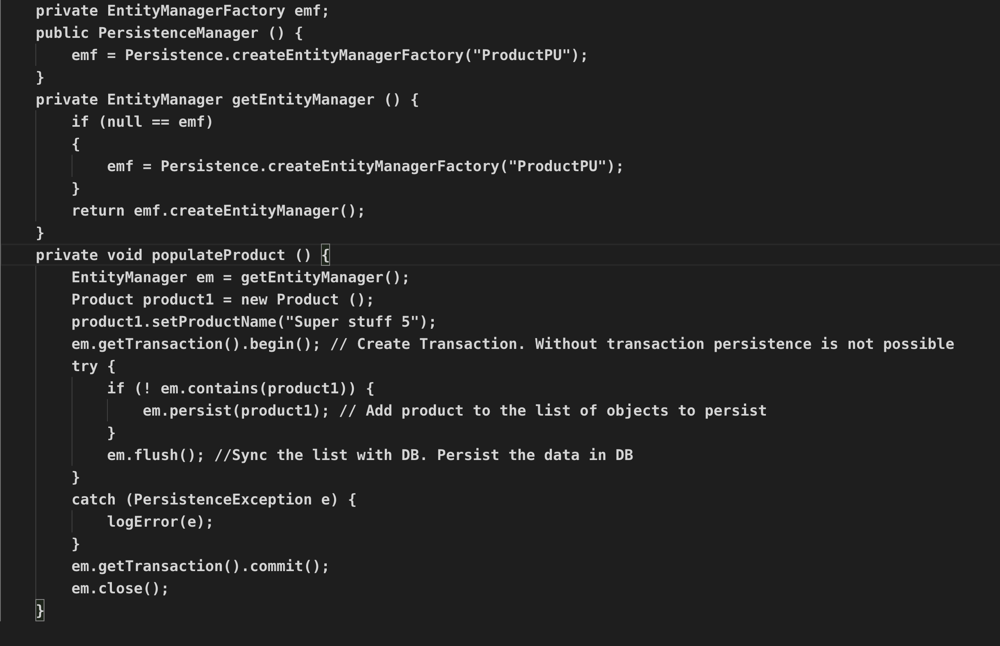 private EntityManagerFactory emf;
public PersistenceManager () {
emf = Persistence.createEntityManagerFactory("ProductPU");
}
private EntityManager getEntityManager () {
if (null == emf)
{
emf = Persistence.createEntityManagerFactory("ProductPU");
}
return emf.createEntityManager();
}
private void populateProduct () {
EntityManager em = getEntityManager();
Product product1 = new Product ();
product1.setProductName("Super stuff 5");
em.getTransaction().begin(); // Create Transaction. Without transaction persistence is not possible
try {
if (! em.contains(product1)) {
em.persist(product1); // Add product to the list of objects to persist
}
em.flush(); //Sync the list with DB. Persist the data in DB
}
catch (PersistenceException e) {
logError(e);
}
em.getTransaction().commit();
em.close();
}